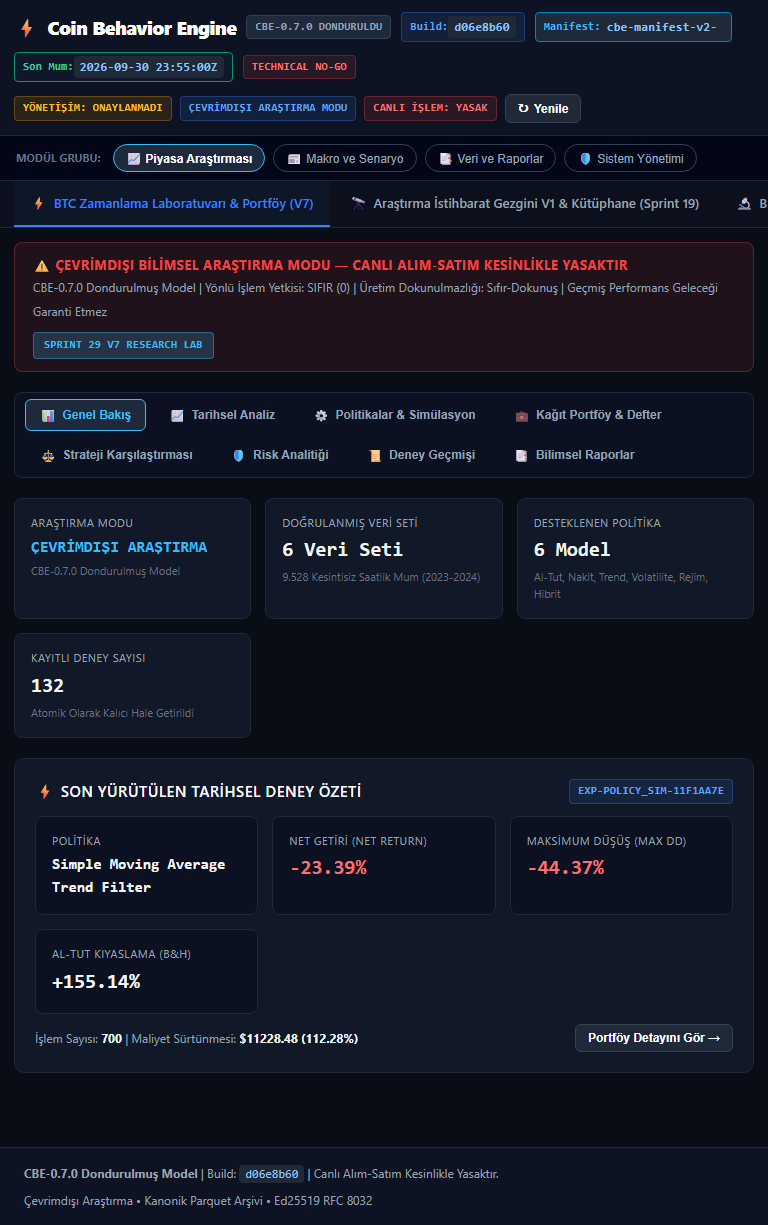 Coin Behavior Engine
CBE-0.7.0 DONDURULDU
Build: d06e8b60
Manifest: cbe-manifest-v2-
Son Mum: 2026-09-30 23:55:00Z
TECHNICAL NO-GO
YÖNETİŞİM: ONAYLANMADI
ÇEVRİMDIŞI ARAŞTIRMA MODU
CANLI İŞLEM: YASAK
↻ Yenile
MODÜL GRUBU:
Piyasa Araştırması
Makro ve Senaryo
Veri ve Raporlar
Sistem Yönetimi
BTC Zamanlama Laboratuvarı & Portföy (V7)
Araştırma İstihbarat Gezgini V1 & Kütüphane (Sprint 19)
B
ÇEVRİMDIŞI BİLİMSEL ARAŞTIRMA MODU — CANLI ALIM-SATIM KESİNLİKLE YASAKTIR
CBE-0.7.0 Dondurulmuş Model | Yönlü İşlem Yetkisi: SIFIR (0) | Üretim Dokunulmazlığı: Sıfır-Dokunuş | Geçmiş Performans Geleceği
Garanti Etmez
SPRINT 29 V7 RESEARCH LAB
Genel Bakış
Tarihsel Analiz
Politikalar & Simülasyon
Kağıt Portföy & Defter
Strateji Karşılaştırması
Risk Analitiği
Deney Geçmişi
Bilimsel Raporlar
ARAŞTIRMA MODU
ÇEVRİMDIŞI ARAŞTIRMA
CBE-0.7.0 Dondurulmuş Model
DOĞRULANMIŞ VERİ SETİ
6 Veri Seti
9.528 Kesintisiz Saatlik Mum (2023-2024)
DESTEKLENEN POLİTİKA
6 Model
Al-Tut, Nakit, Trend, Volatilite, Rejim,
Hibrit
KAYITLI DENEY SAYISI
132
Atomik Olarak Kalıcı Hale Getirildi
SON YÜRÜTÜLEN TARİHSEL DENEY ÖZETİ
EXP-POLICY_SIM-11F1AA7E
POLİTİKA
Simple Moving Average
Trend Filter
NET GETİRİ (NET RETURN)
-23.39%
MAKSİMUM DÜŞÜŞ (MAX DD)
-44.37%
AL-TUT KIYASLAMA (B&H)
+155.14%
İşlem Sayısı: 700 | Maliyet Sürtünmesi: $11228.48 (112.28%)
Portföy Detayını Gör →
CBE-0.7.0 Dondurulmuş Model | Build: d06e8b60 | Canlı Alım-Satım Kesinlikle Yasaktır.
Çevrimdışı Araştırma • Kanonik Parquet Arşivi • Ed25519 RFC 8032